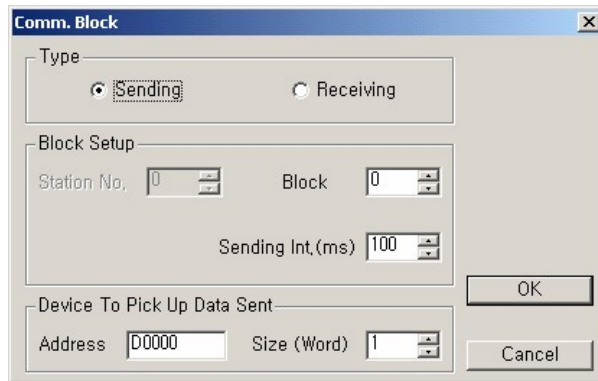 Comm. Block
Type
Sending
Receiving
Block Setup
Station No. 0
Block 0
Sending Int.(ms) 100
Device To Pick Up Data Sent
Address D0000
Size (Word) 1
OK
Cancel